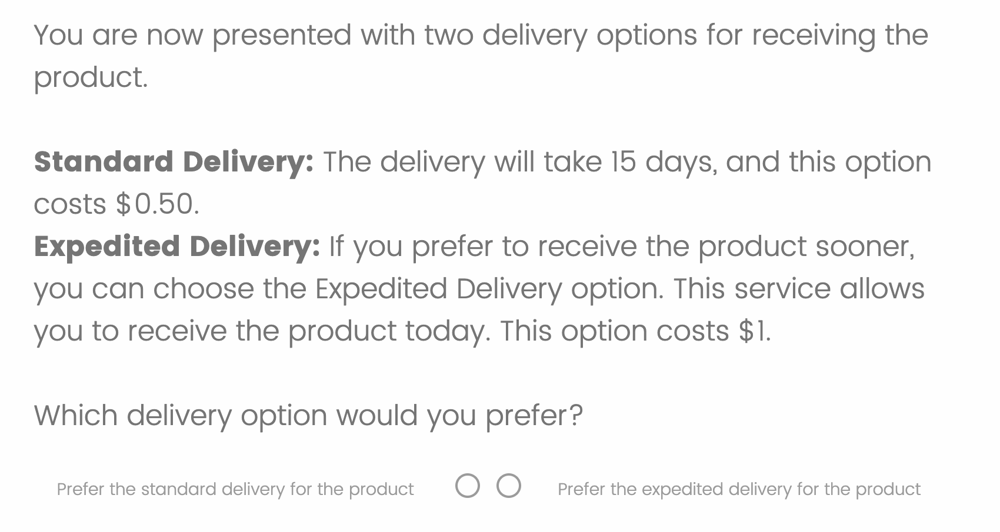 You are now presented with two delivery options for receiving the
product.
Standard Delivery: The delivery will take 15 days, and this option
costs $0.50.
Expedited Delivery: If you prefer to receive the product sooner,
you can choose the Expedited Delivery option. This service allows
you to receive the product today. This option costs $1.
Which delivery option would you prefer?
Prefer the standard delivery for the product
Prefer the expedited delivery for the product